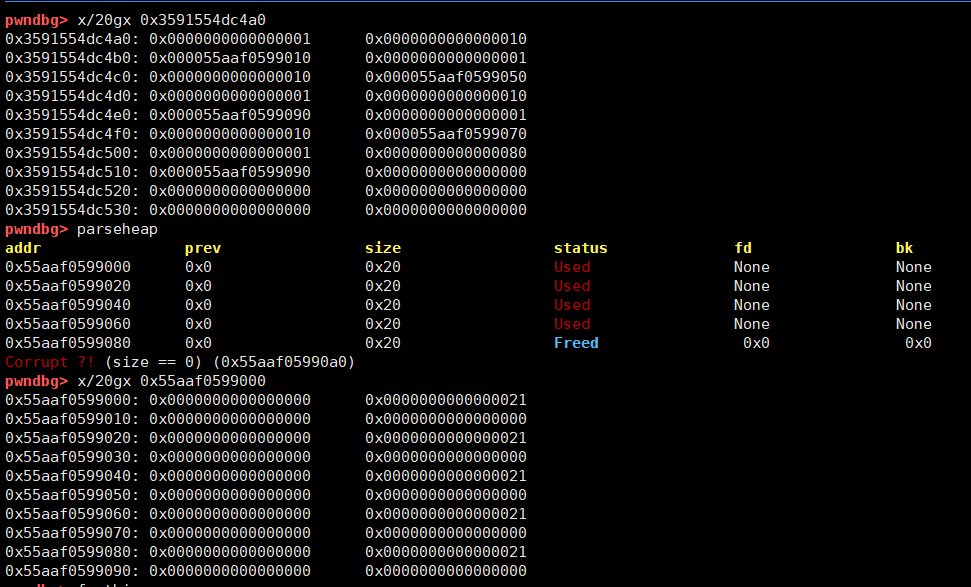 pwndbg> x/20gx 0x3591554dc4a0
0x3591554dc4a0: 0x0000000000000001 0x0000000000000010
0x3591554dc4b0: 0x000055aaf0599010 0x0000000000000001
0x3591554dc4c0: 0x0000000000000010 0x000055aaf0599050
0x3591554dc4d0: 0x0000000000000001 0x0000000000000010
0x3591554dc4e0: 0x000055aaf0599090 0x0000000000000001
0x3591554dc4f0: 0x0000000000000010 0x000055aaf0599070
0x3591554dc500: 0x0000000000000001 0x0000000000000080
0x3591554dc510: 0x000055aaf0599090 0x0000000000000000
0x3591554dc520: 0x0000000000000000 0x0000000000000000
0x3591554dc530: 0x0000000000000000 0x0000000000000000
pwndbg> parseheap
addr prev size status fd bk
0x55aaf0599000 0x0 0x20 Used None None
0x55aaf0599020 0x0 0x20 Used None None
0x55aaf0599040 0x0 0x20 Used None None
0x55aaf0599060 0x0 0x20 Used None None
0x55aaf0599080 0x0 0x20 Freed 0x0 0x0
Corrupt ?! (size == 0) (0x55aaf05990a0)
pwndbg> x/20gx 0x55aaf0599000
0x55aaf0599000: 0x0000000000000000 0x0000000000000021
0x55aaf0599010: 0x0000000000000000 0x0000000000000000
0x55aaf0599020: 0x0000000000000000 0x0000000000000021
0x55aaf0599030: 0x0000000000000000 0x0000000000000000
0x55aaf0599040: 0x0000000000000000 0x0000000000000021
0x55aaf0599050: 0x0000000000000000 0x0000000000000000
0x55aaf0599060: 0x0000000000000000 0x0000000000000021
0x55aaf0599070: 0x0000000000000000 0x0000000000000000
0x55aaf0599080: 0x0000000000000000 0x0000000000000021
0x55aaf0599090: 0x0000000000000000 0x0000000000000000